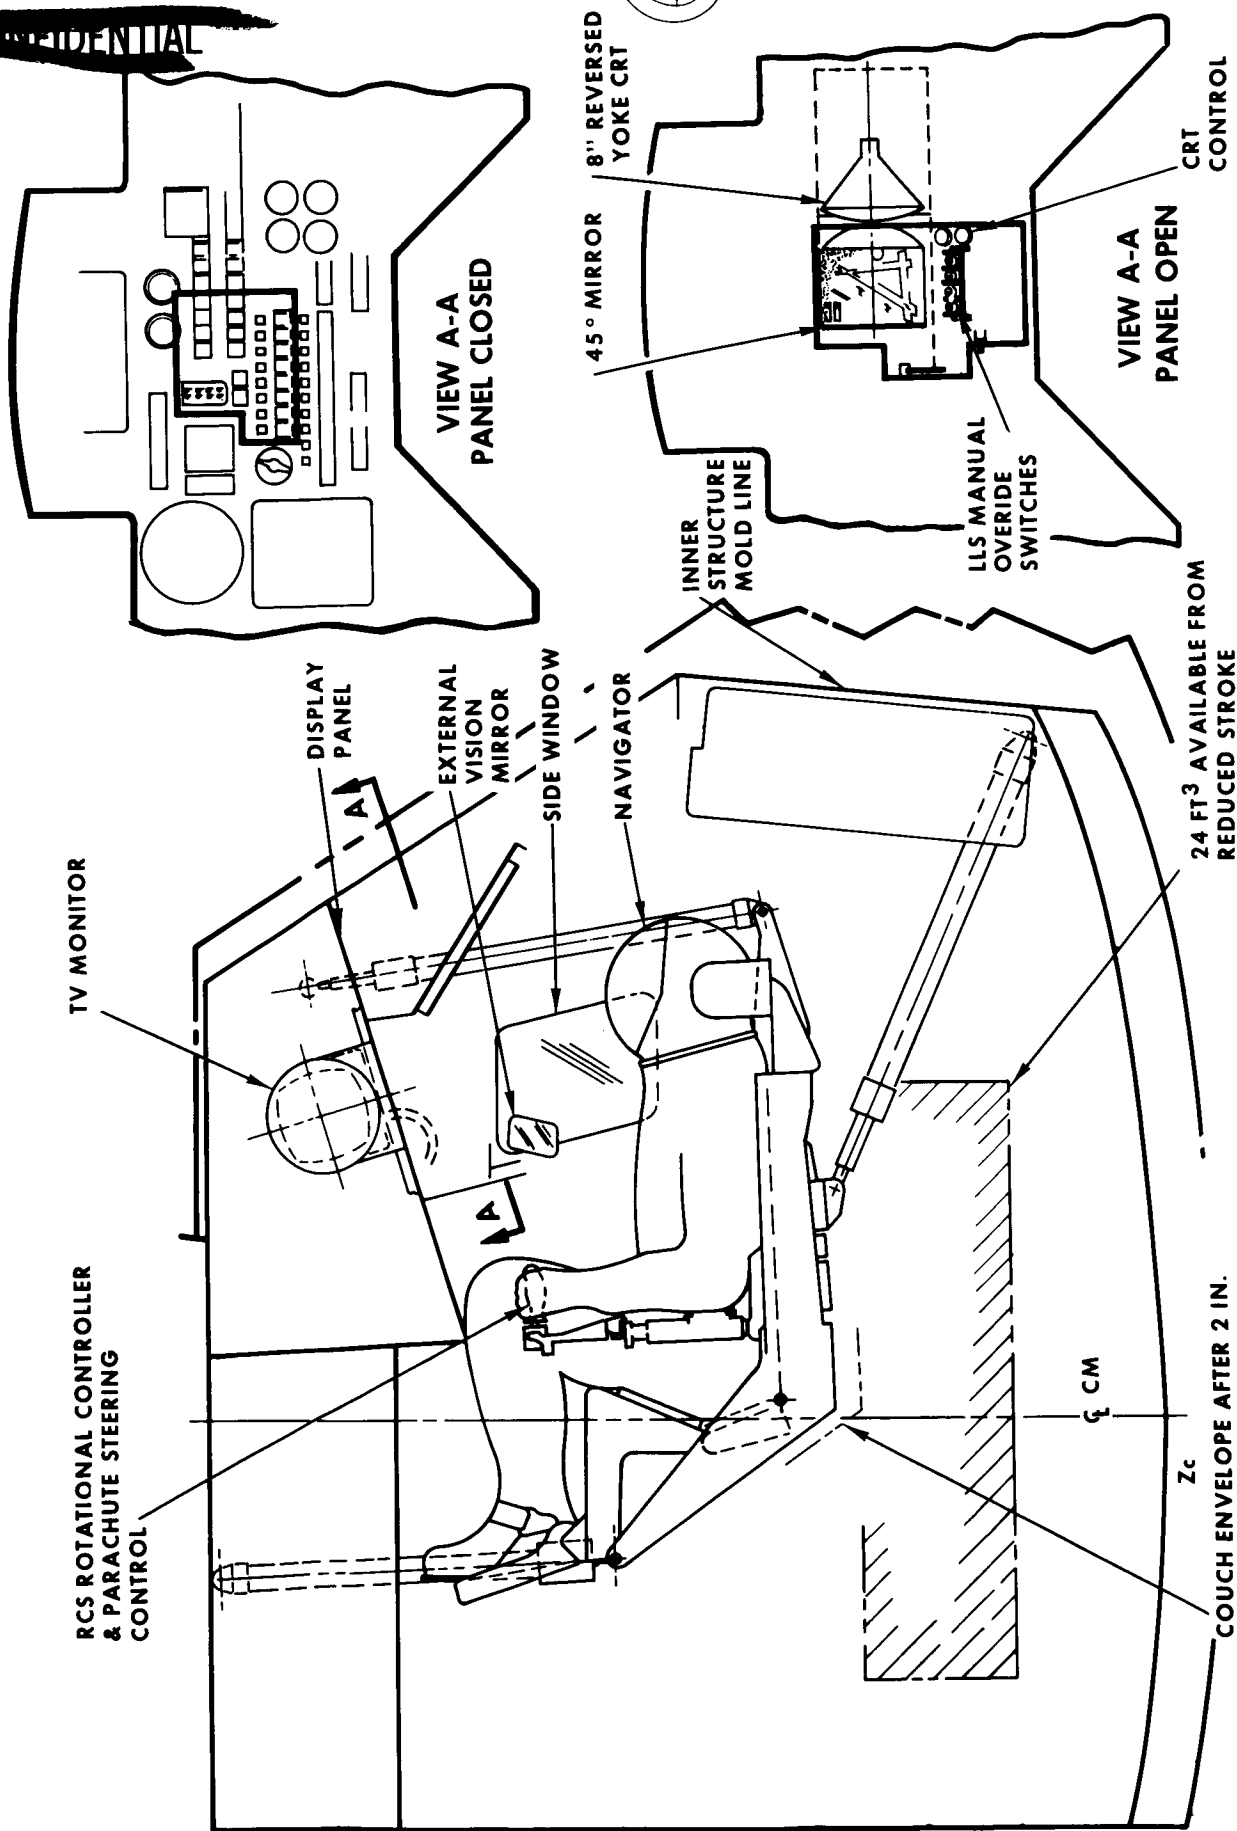 NFIDENTIAL
RCS ROTATIONAL CONTROLLER
& PARACHUTE STEERING
CONTROL
TV MONITOR
DISPLAY
PANEL
A
EXTERNAL
VISION
MIRROR
SIDE WINDOW
NAVIGATOR
A
INNER
STRUCTURE
MOLD LINE
24 FT³ AVAILABLE FROM
REDUCED STROKE
℄ CM
Zc
COUCH ENVELOPE AFTER 2 IN.
VIEW A-A
PANEL CLOSED
8" REVERSED
YOKE CRT
45° MIRROR
LLS MANUAL
OVERIDE
SWITCHES
CRT
CONTROL
VIEW A-A
PANEL OPEN